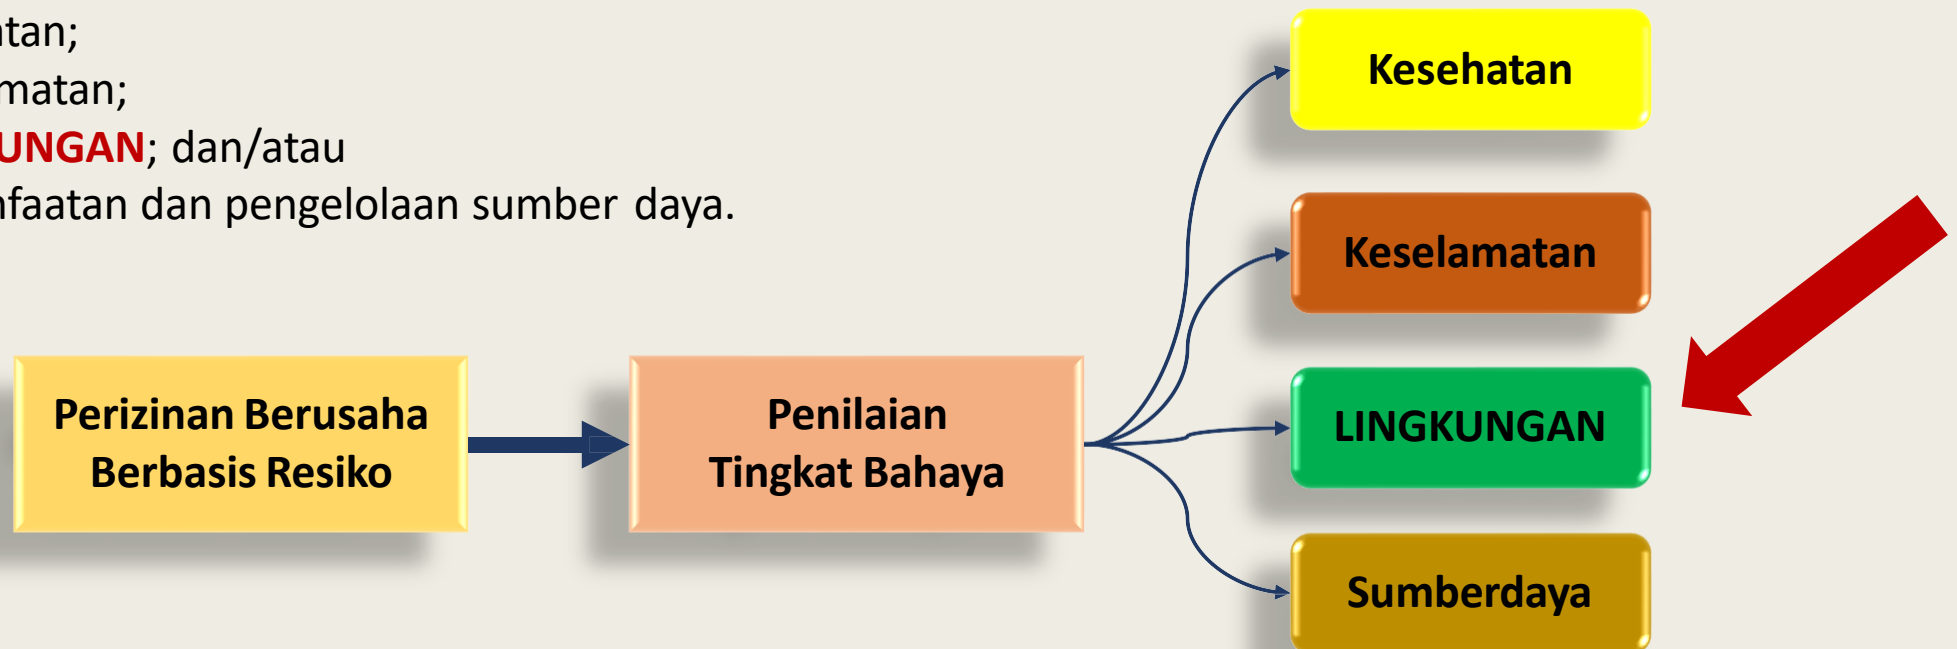 tan;
matan;
UNGAN; dan/atau
nfaatan dan pengelolaan sumber daya.
Perizinan Berusaha
Berbasis Resiko
Penilaian
Tingkat Bahaya
Kesehatan
Keselamatan
LINGKUNGAN
Sumberdaya